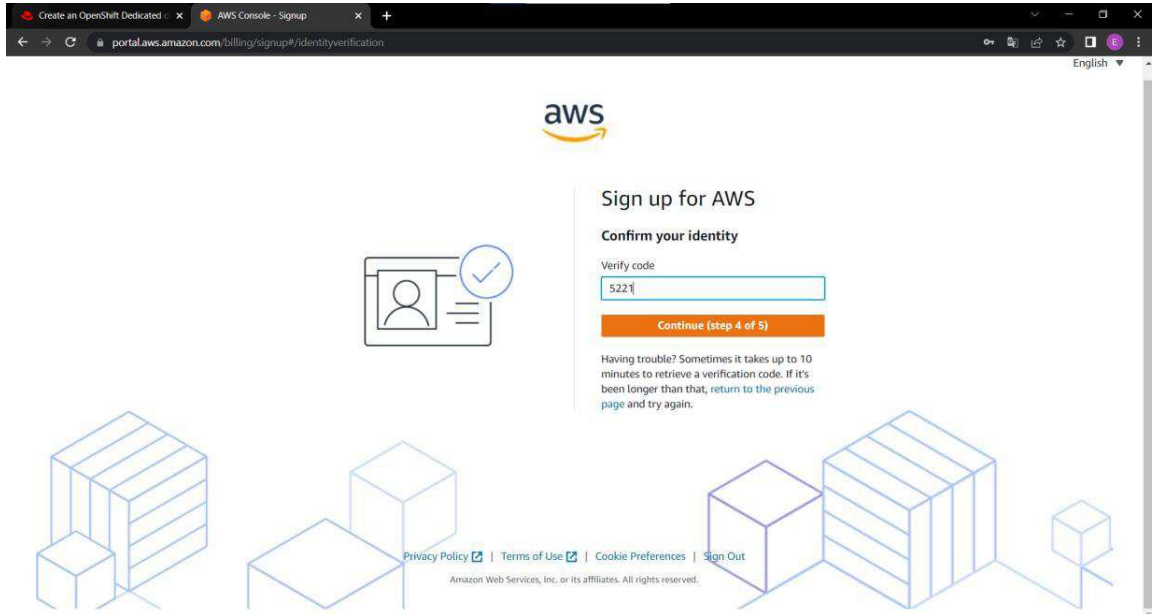 Create an OpenShift Dedicated c
AWS Console - Signup
portal.aws.amazon.com/billing/signup#/identityverification
E
English
aws
Sign up for AWS
Confirm your identity
Verify code
5221
Continue (step 4 of 5)
Having trouble? Sometimes it takes up to 10
minutes to retrieve a verification code. If it's
been longer than that, return to the previous
page and try again.
Privacy Policy | Terms of Use | Cookie Preferences | Sign Out
Amazon Web Services, Inc. or its affiliates. All rights reserved.